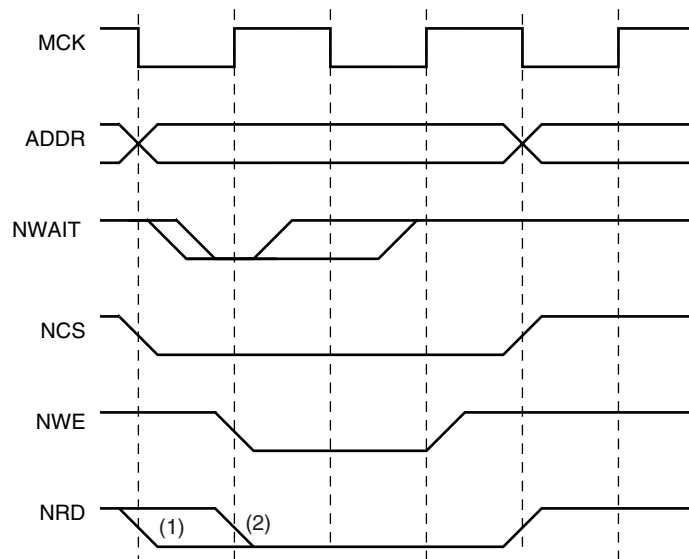 MCK
ADDR
NWAIT
NCS
NWE
NRD
(1)
(2)